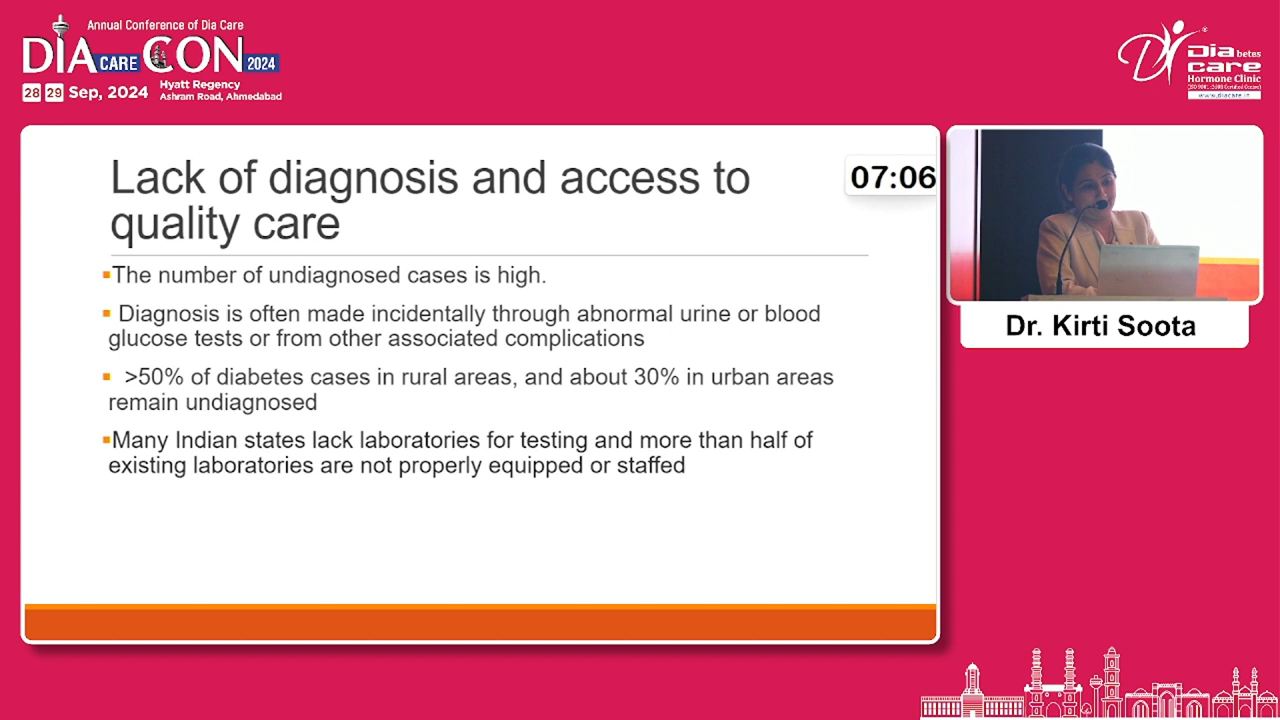 Annual Conference of Dia Care
DIA CARE CON 2024
28 29 Sep, 2024
Hyatt Regency
Ashram Road, Ahmedabad
Diabetes
care
Hormone Clinic
www.diacare.in
Lack of diagnosis and access to
quality care
07:06
▪The number of undiagnosed cases is high.
▪ Diagnosis is often made incidentally through abnormal urine or blood
glucose tests or from other associated complications
▪ >50% of diabetes cases in rural areas, and about 30% in urban areas
remain undiagnosed
▪Many Indian states lack laboratories for testing and more than half of
existing laboratories are not properly equipped or staffed
Dr. Kirti Soota